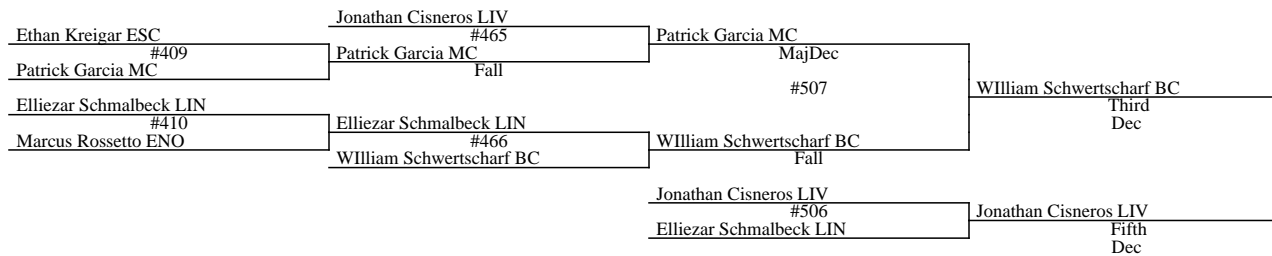 Jonathan Cisneros LIV
Ethan Kreigar ESC
#465
Patrick Garcia MC
#409
Patrick Garcia MC
MajDec
Patrick Garcia MC
Fall
#507
WIlliam Schwertscharf BC
Elliezar Schmalbeck LIN
Third
#410
Elliezar Schmalbeck LIN
Dec
Marcus Rossetto ENO
#466
WIlliam Schwertscharf BC
WIlliam Schwertscharf BC
Fall
Jonathan Cisneros LIV
#506
Jonathan Cisneros LIV
Elliezar Schmalbeck LIN
Fifth
Dec